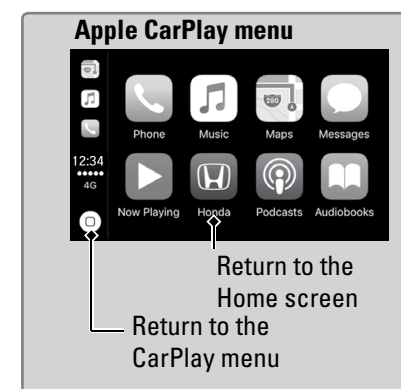 Apple CarPlay menu
280
Phone Music Maps Messages
12:34
4G
Now Playing Honda Podcasts Audiobooks
Return to the
Home screen
Return to the
CarPlay menu